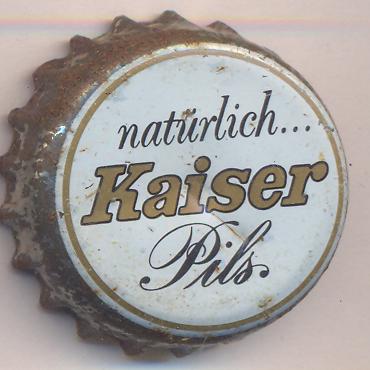 natürlich...
Kaiser
Pils.